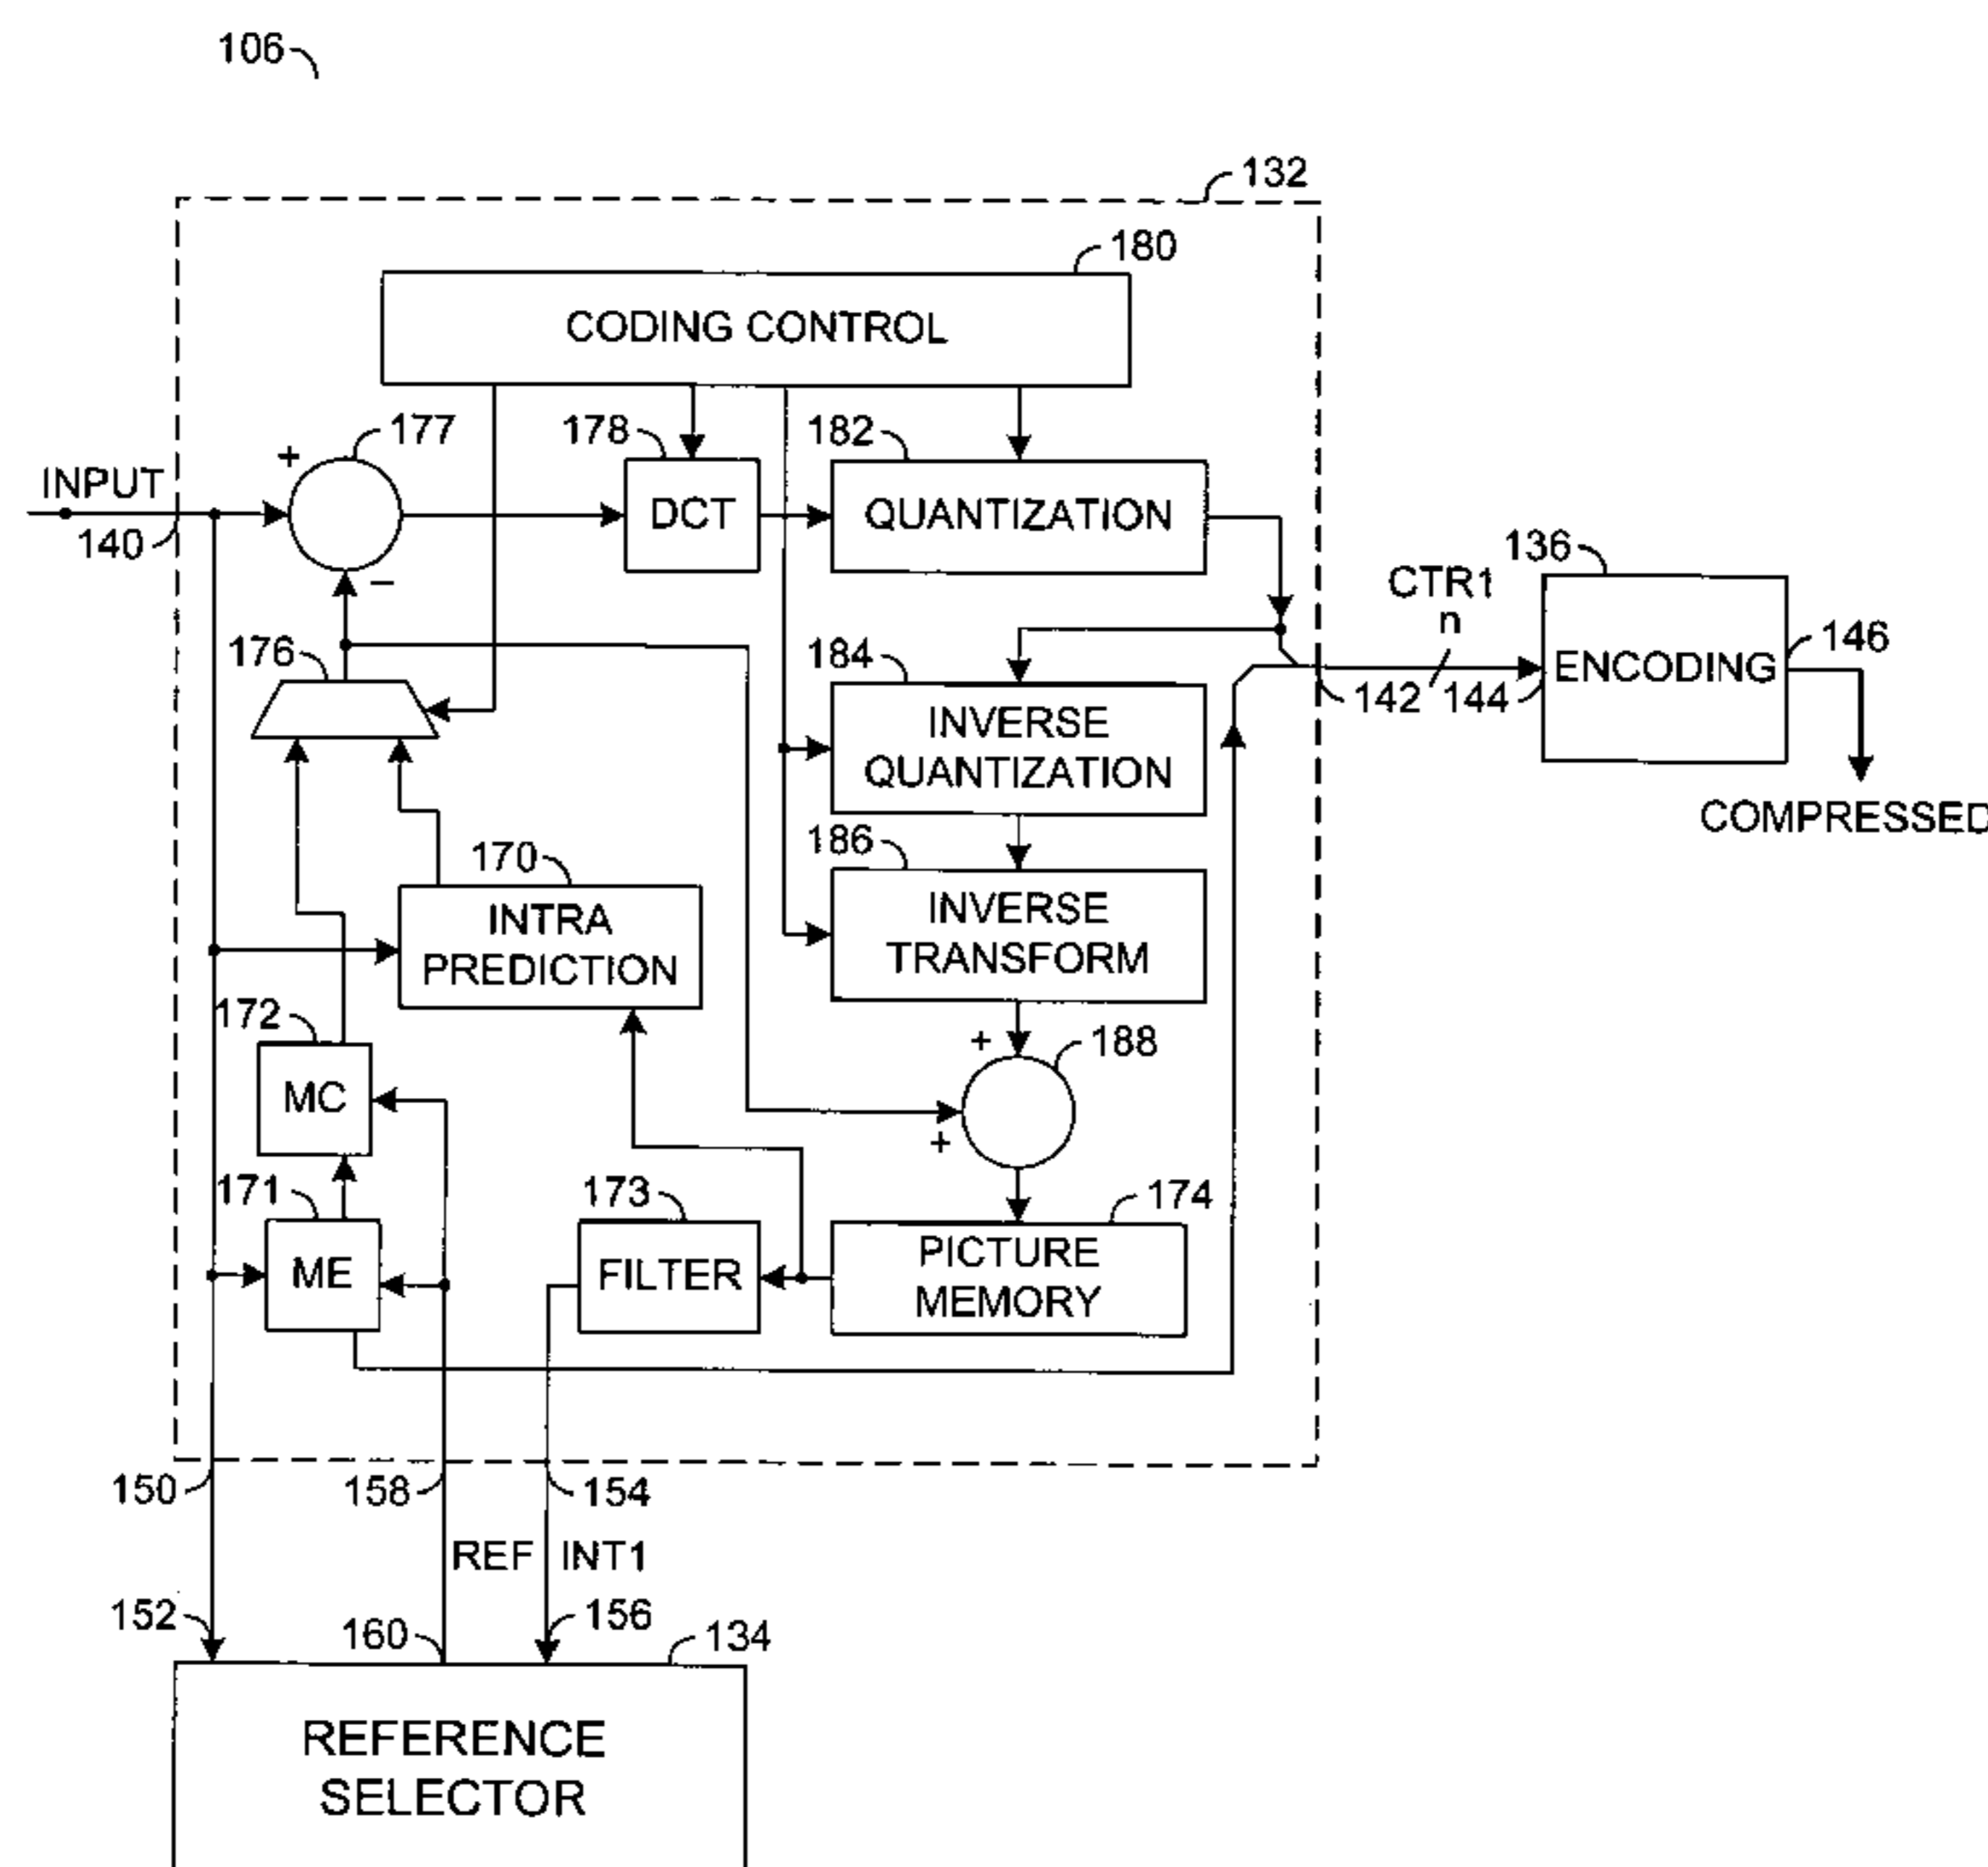 106
132
180
CODING CONTROL
+
177
178
182
INPUT
DCT
QUANTIZATION
140
136
−
CTR1
n
176
184
ENCODING
146
142
144
INVERSE
QUANTIZATION
COMPRESSED
186
170
INTRA
PREDICTION
INVERSE
TRANSFORM
172
+
188
MC
+
171
173
174
ME
FILTER
PICTURE
MEMORY
150
158
154
REF
INT1
152
160
156
134
REFERENCE
SELECTOR